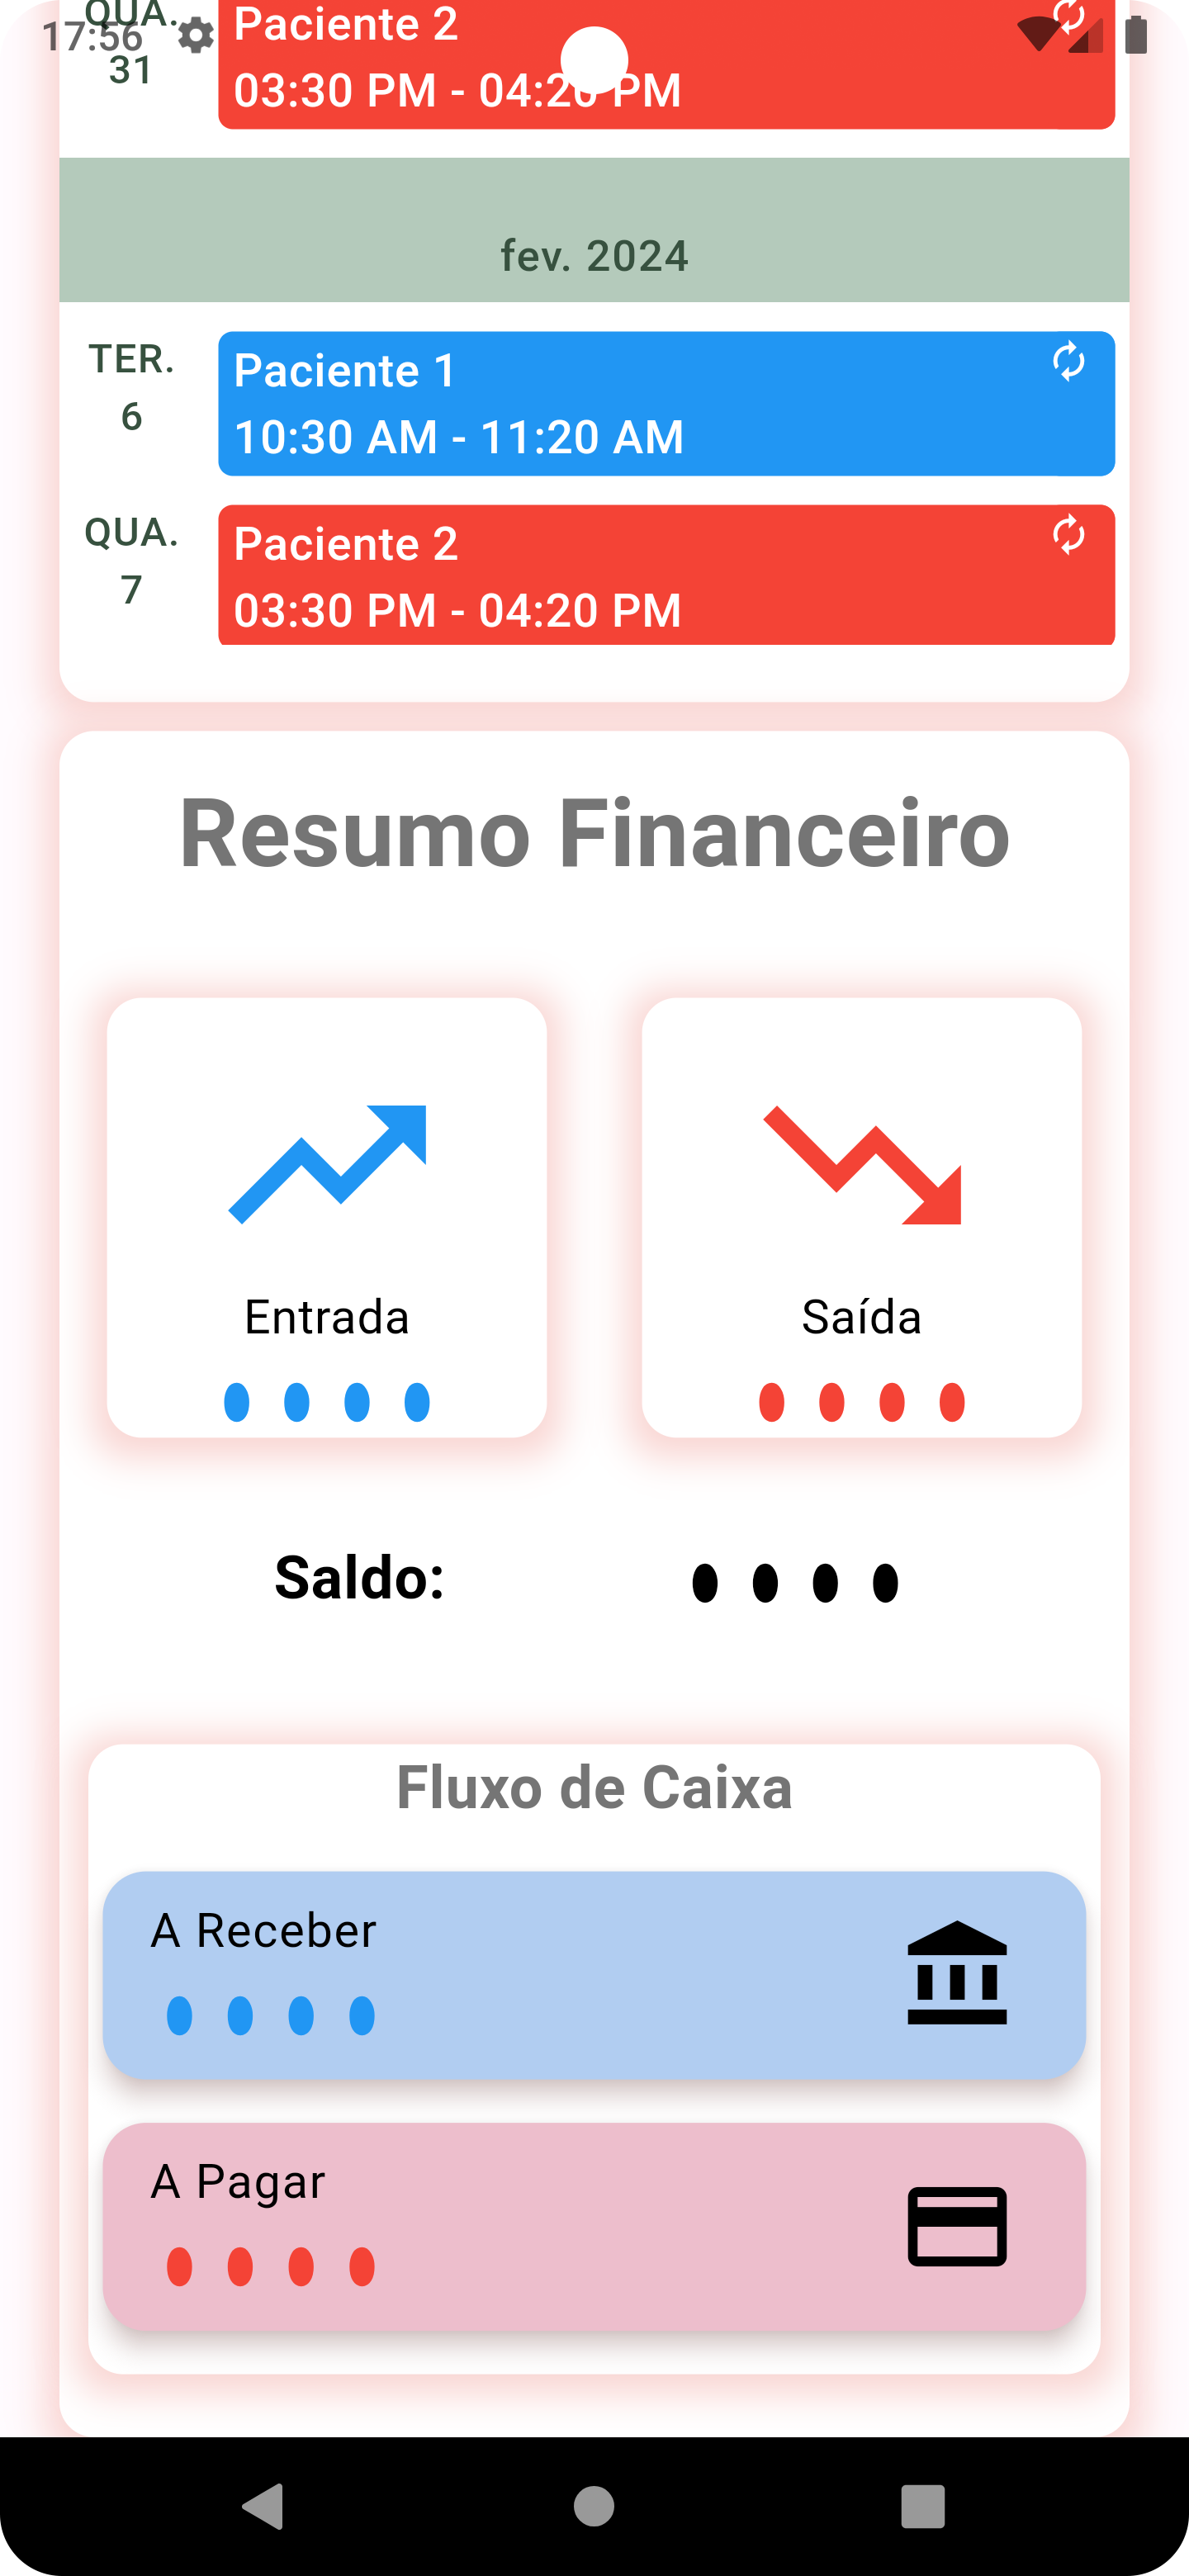 QUA.
17:56
31
Paciente 2
03:30 PM - 04:20 PM
fev. 2024
TER.
6
Paciente 1
10:30 AM - 11:20 AM
QUA.
7
Paciente 2
03:30 PM - 04:20 PM
Resumo Financeiro
Entrada
Saída
Saldo:
Fluxo de Caixa
A Receber
A Pagar